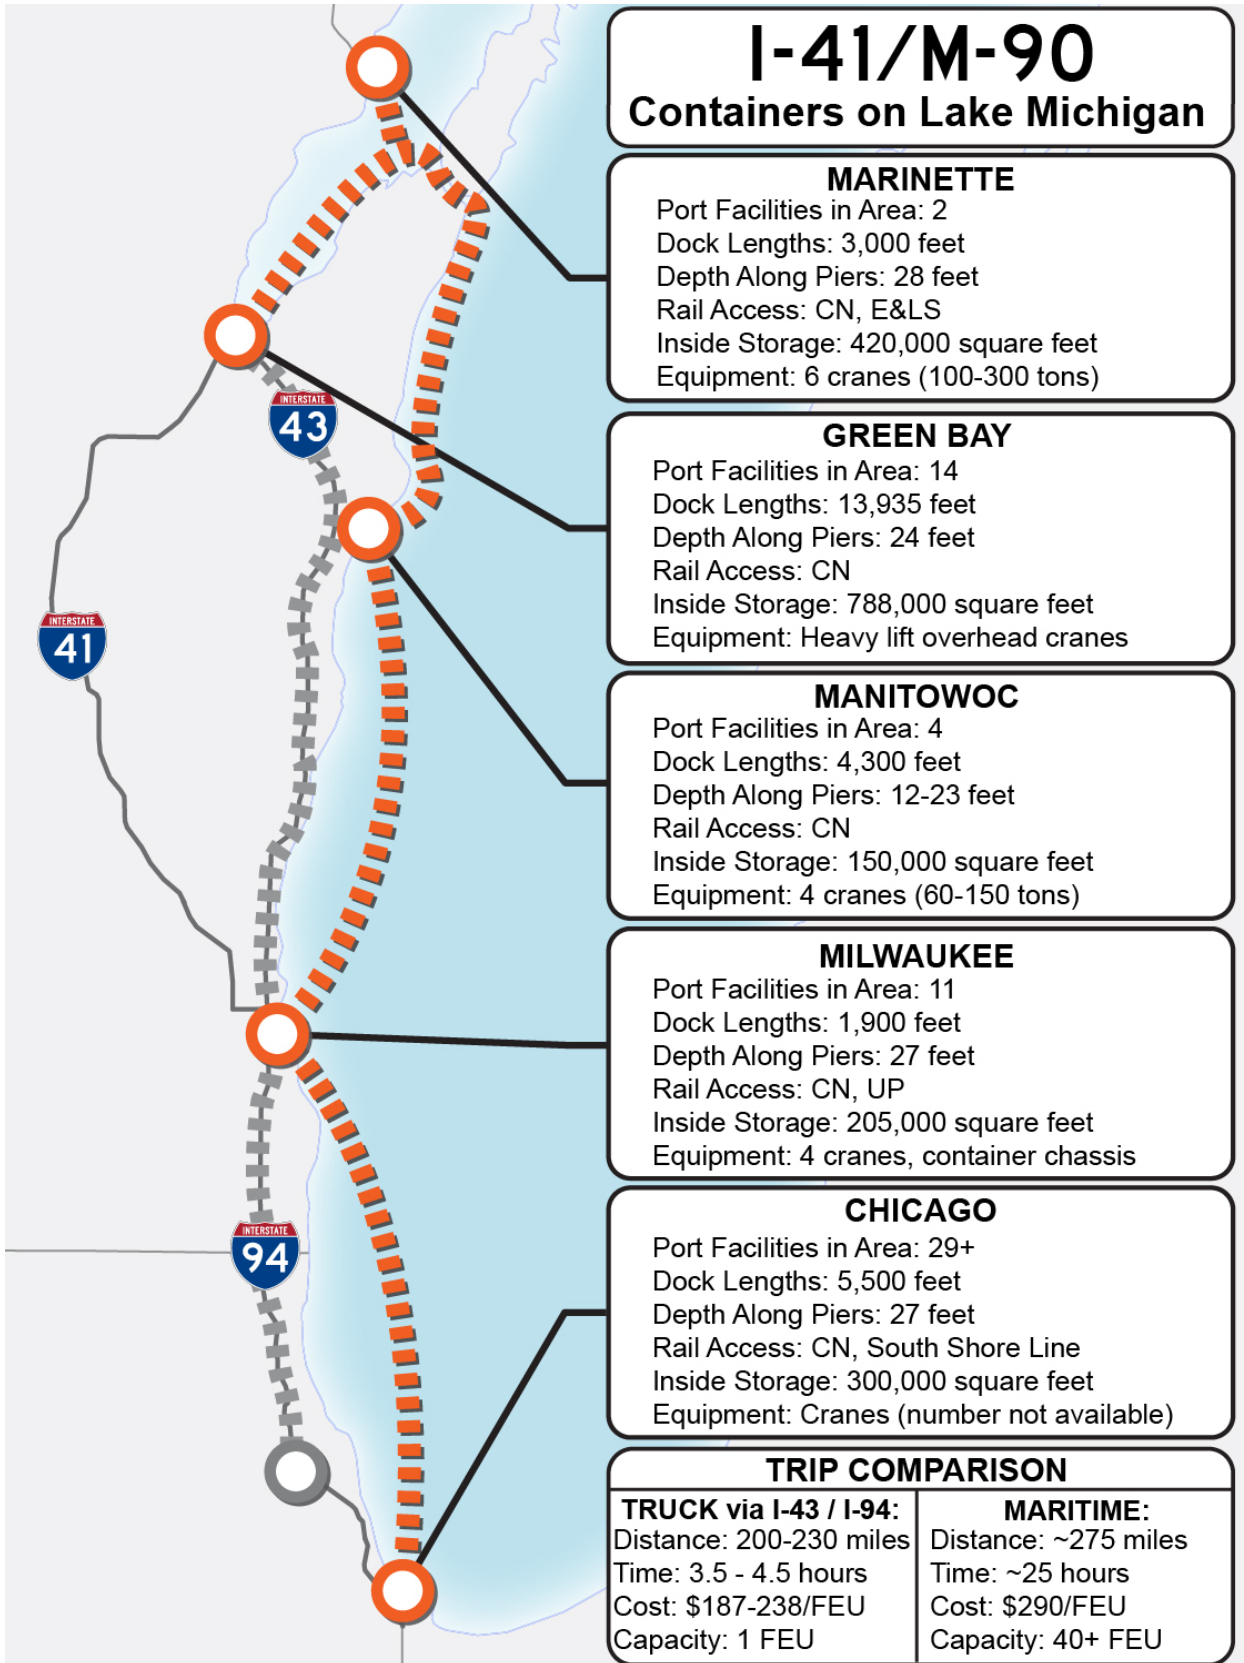 I-41/M-90
Containers on Lake Michigan
MARINETTE
Port Facilities in Area: 2
Dock Lengths: 3,000 feet
Depth Along Piers: 28 feet
Rail Access: CN, E&LS
Inside Storage: 420,000 square feet
Equipment: 6 cranes (100-300 tons)
INTERSTATE
43
GREEN BAY
Port Facilities in Area: 14
Dock Lengths: 13,935 feet
Depth Along Piers: 24 feet
Rail Access: CN
Inside Storage: 788,000 square feet
Equipment: Heavy lift overhead cranes
INTERSTATE
41
MANITOWOC
Port Facilities in Area: 4
Dock Lengths: 4,300 feet
Depth Along Piers: 12-23 feet
Rail Access: CN
Inside Storage: 150,000 square feet
Equipment: 4 cranes (60-150 tons)
MILWAUKEE
Port Facilities in Area: 11
Dock Lengths: 1,900 feet
Depth Along Piers: 27 feet
Rail Access: CN, UP
Inside Storage: 205,000 square feet
Equipment: 4 cranes, container chassis
INTERSTATE
94
CHICAGO
Port Facilities in Area: 29+
Dock Lengths: 5,500 feet
Depth Along Piers: 27 feet
Rail Access: CN, South Shore Line
Inside Storage: 300,000 square feet
Equipment: Cranes (number not available)
TRIP COMPARISON
TRUCK via I-43 / I-94:
Distance: 200-230 miles
Time: 3.5 - 4.5 hours
Cost: $187-238/FEU
Capacity: 1 FEU
MARITIME:
Distance: ~275 miles
Time: ~25 hours
Cost: $290/FEU
Capacity: 40+ FEU